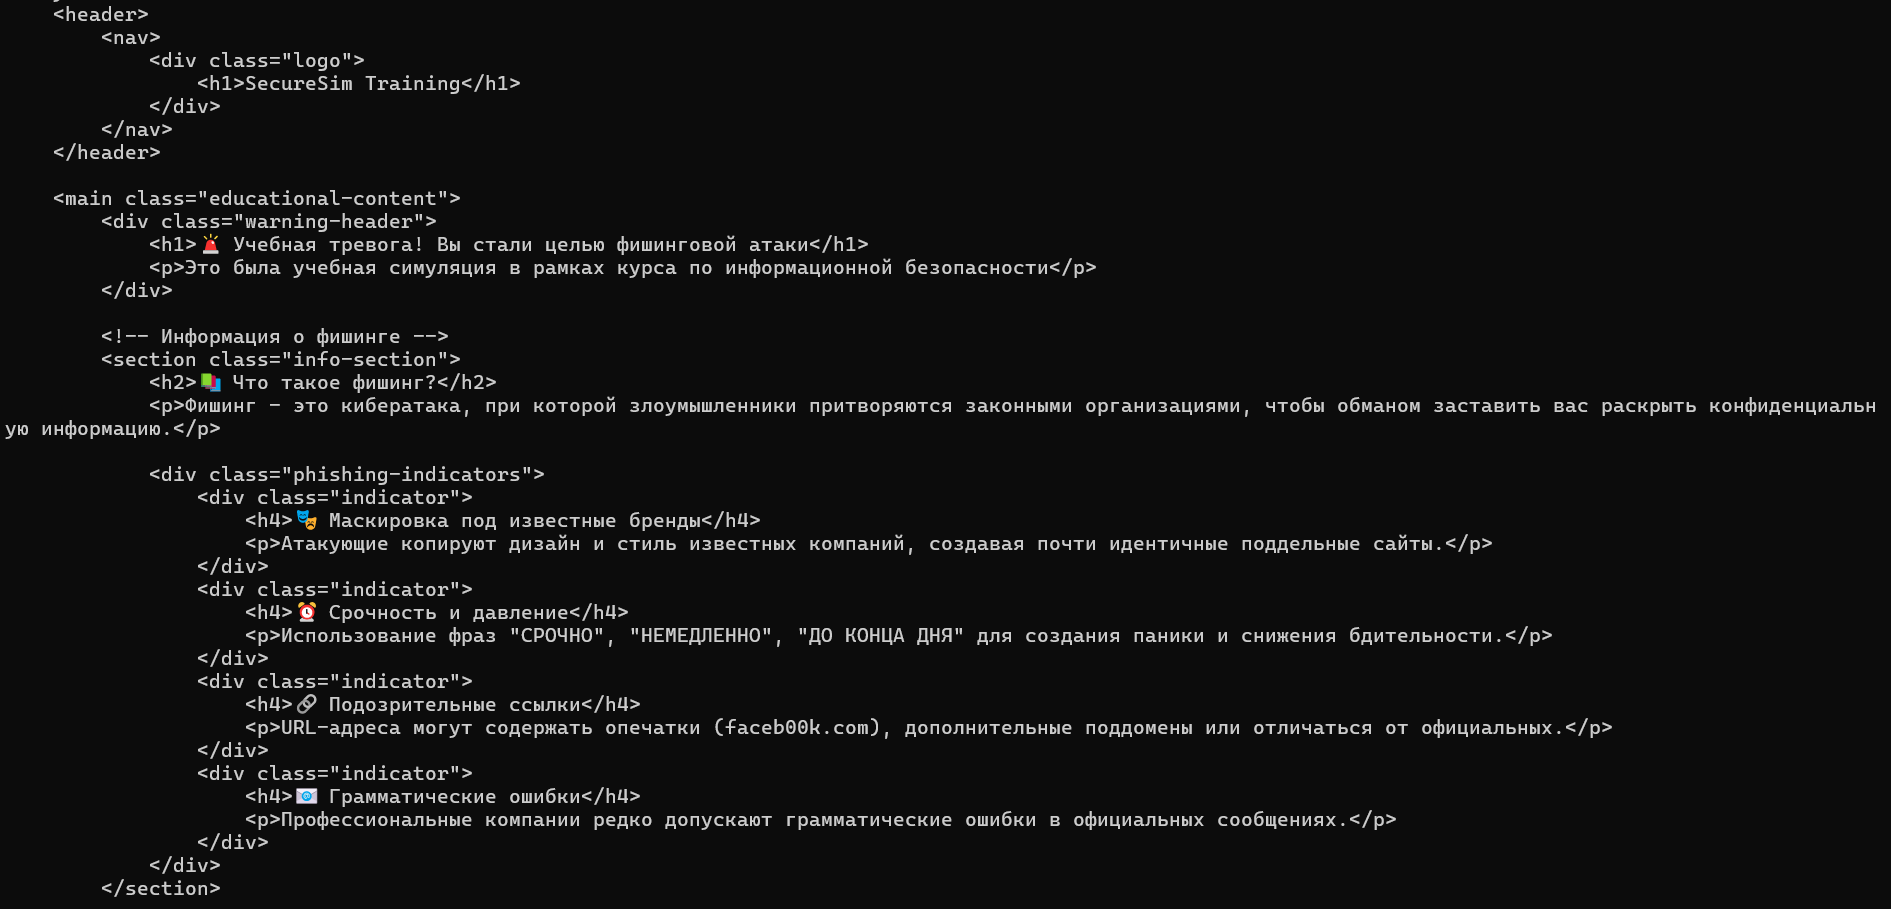 <header>
<nav>
<div class="logo">
<h1>SecureSim Training</h1>
</div>
</nav>
</header>
<main class="educational-content">
<div class="warning-header">
<h1>🚨 Учебная тревога! Вы стали целью фишинговой атаки</h1>
<p>Это была учебная симуляция в рамках курса по информационной безопасности</p>
</div>
<!-- Информация о фишинге -->
<section class="info-section">
<h2>📚 Что такое фишинг?</h2>
<p>Фишинг - это кибератака, при которой злоумышленники притворяются законными организациями, чтобы обманом заставить вас раскрыть конфиденциальн
ую информацию.</p>
<div class="phishing-indicators">
<div class="indicator">
<h4>🎭 Маскировка под известные бренды</h4>
<p>Атакующие копируют дизайн и стиль известных компаний, создавая почти идентичные поддельные сайты.</p>
</div>
<div class="indicator">
<h4>⏰ Срочность и давление</h4>
<p>Использование фраз "СРОЧНО", "НЕМЕДЛЕННО", "ДО КОНЦА ДНЯ" для создания паники и снижения бдительности.</p>
</div>
<div class="indicator">
<h4>🔗 Подозрительные ссылки</h4>
<p>URL-адреса могут содержать опечатки (faceb00k.com), дополнительные поддомены или отличаться от официальных.</p>
</div>
<div class="indicator">
<h4>📧 Грамматические ошибки</h4>
<p>Профессиональные компании редко допускают грамматические ошибки в официальных сообщениях.</p>
</div>
</div>
</section>